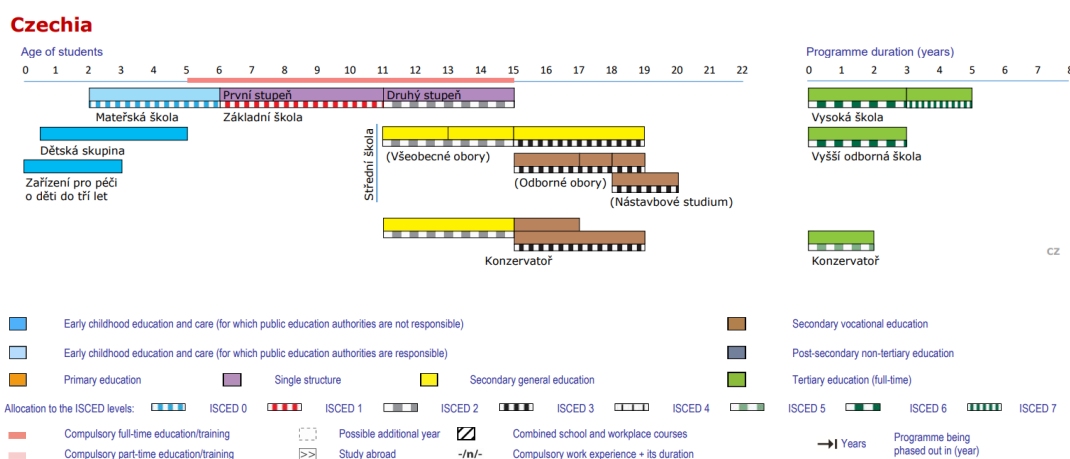 Czechia
Age of students
Programme duration (years)
0 1 2 3 4 5 6 7 8 9 10 11 12 13 14 15 16 17 18 19 20 21 22
0 1 2 3 4 5 6 7 8
První stupeň
Druhý stupeň
Mateřská škola
Základní škola
Vysoká škola
Dětská skupina
Střední škola
(Všeobecné obory)
Vyšší odborná škola
Zařízení pro péči
o děti do tří let
(Odborné obory)
(Nástavbové studium)
Konzervatoř
Konzervatoř
CZ
Early childhood education and care (for which public education authorities are not responsible)
Secondary vocational education
Early childhood education and care (for which public education authorities are responsible)
Post-secondary non-tertiary education
Primary education
Single structure
Secondary general education
Tertiary education (full-time)
Allocation to the ISCED levels: ISCED 0 ISCED 1 ISCED 2 ISCED 3 ISCED 4 ISCED 5 ISCED 6 ISCED 7
Compulsory full-time education/training
Possible additional year
Combined school and workplace courses
Years
Programme being
phased out in (year)
Compulsory part-time education/training
>> Study abroad
-/n/- Compulsory work experience + its duration